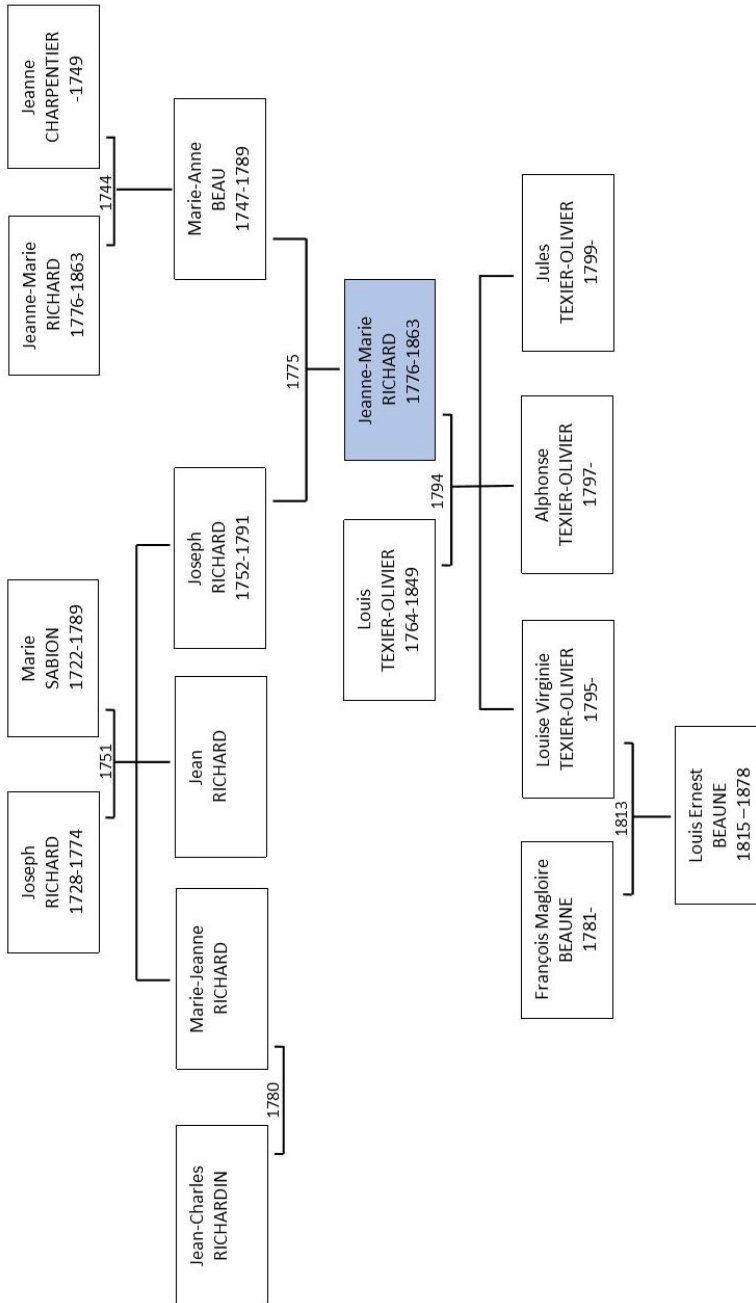 Joseph
RICHARD
1728-1774
1751
Marie
SABION
1722-1789
Jeanne-Marie
RICHARD
1776-1863
1744
Jeanne
CHARPENTIER
-1749
Jean-Charles
RICHARDIN
1780
Marie-Jeanne
RICHARD
Jean
RICHARD
Joseph
RICHARD
1752-1791
1775
Marie-Anne
BEAU
1747-1789
Louis
TEXIER-OLIVIER
1764-1849
1794
Jeanne-Marie
RICHARD
1776-1863
François Magloire
BEAUNE
1781-
1813
Louise Virginie
TEXIER-OLIVIER
1795-
Alphonse
TEXIER-OLIVIER
1797-
Jules
TEXIER-OLIVIER
1799-
Louis Ernest
BEAUNE
1815–1878